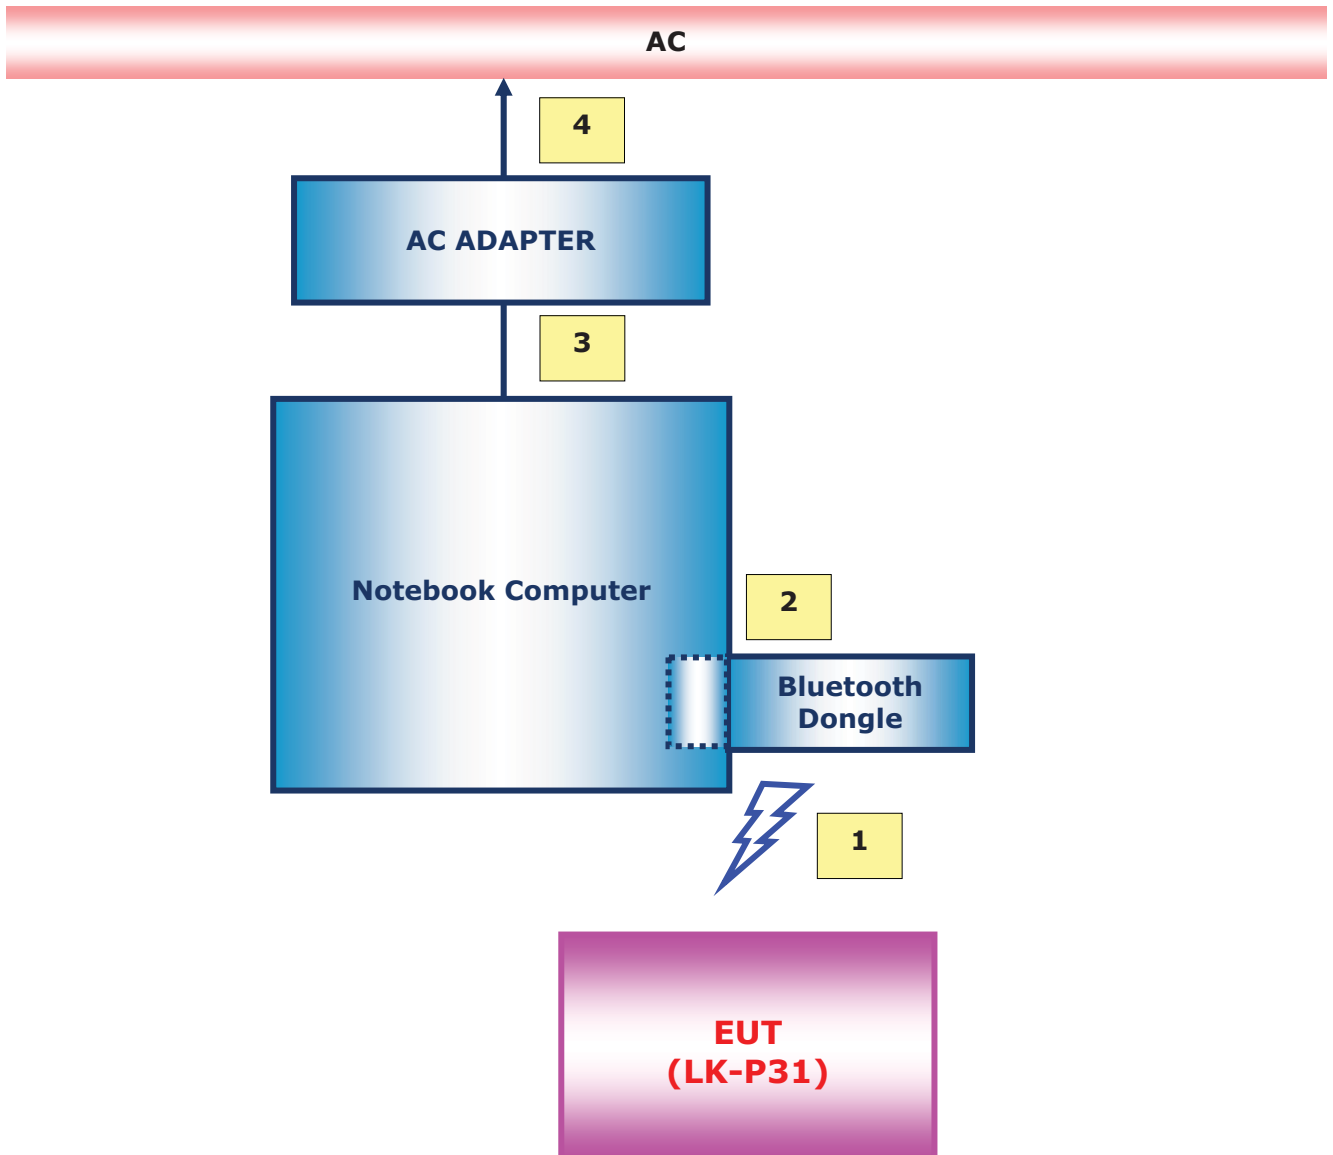 AC
4
AC ADAPTER
3
Notebook Computer
2
Bluetooth
Dongle
1
EUT
(LK-P31)